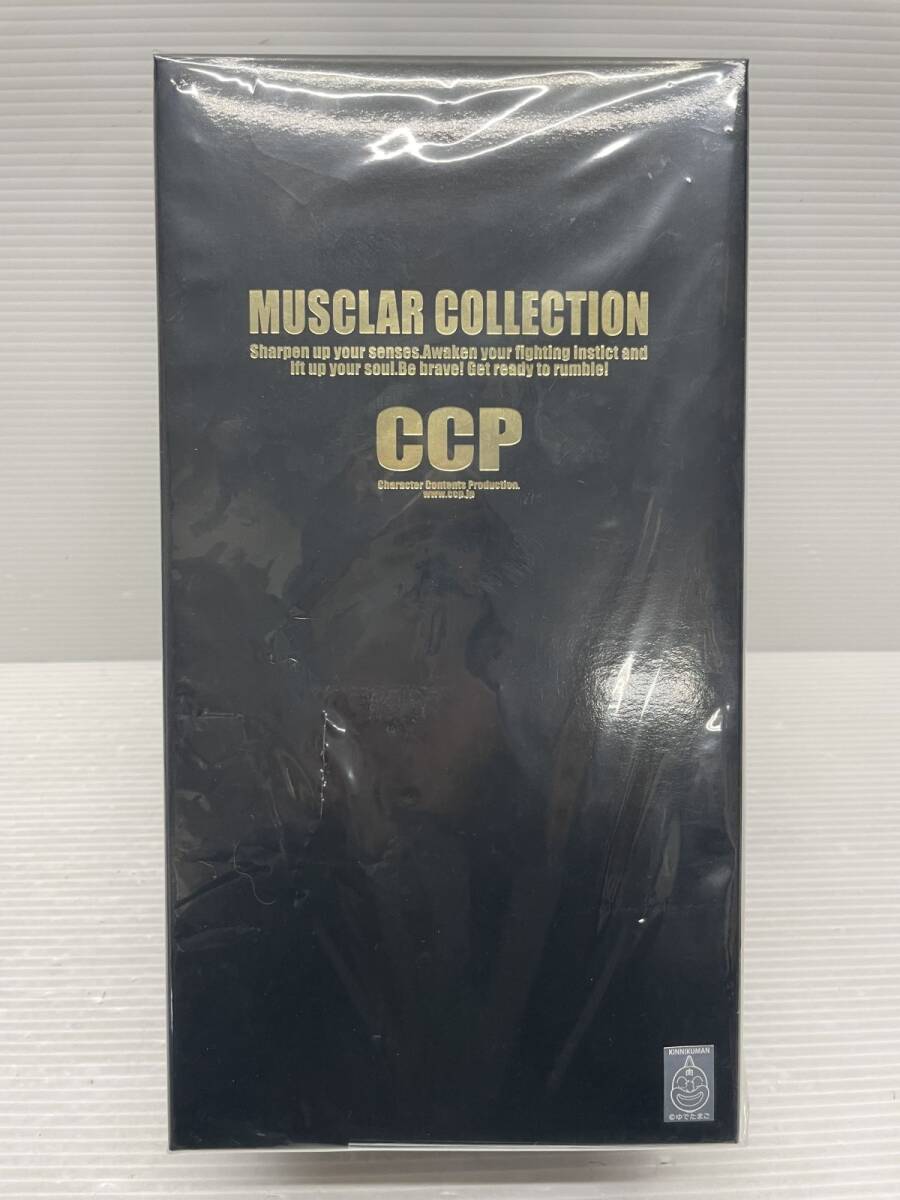 MUSCLAR COLLECTION
Sharpen up your senses.Awaken your fighting instict and
lft up your soul.Be brave! Get ready to rumble!
CCP
Character Contents Production.
www.ccp.jp
KINNIKUMAN
肉
©ゆでたまご